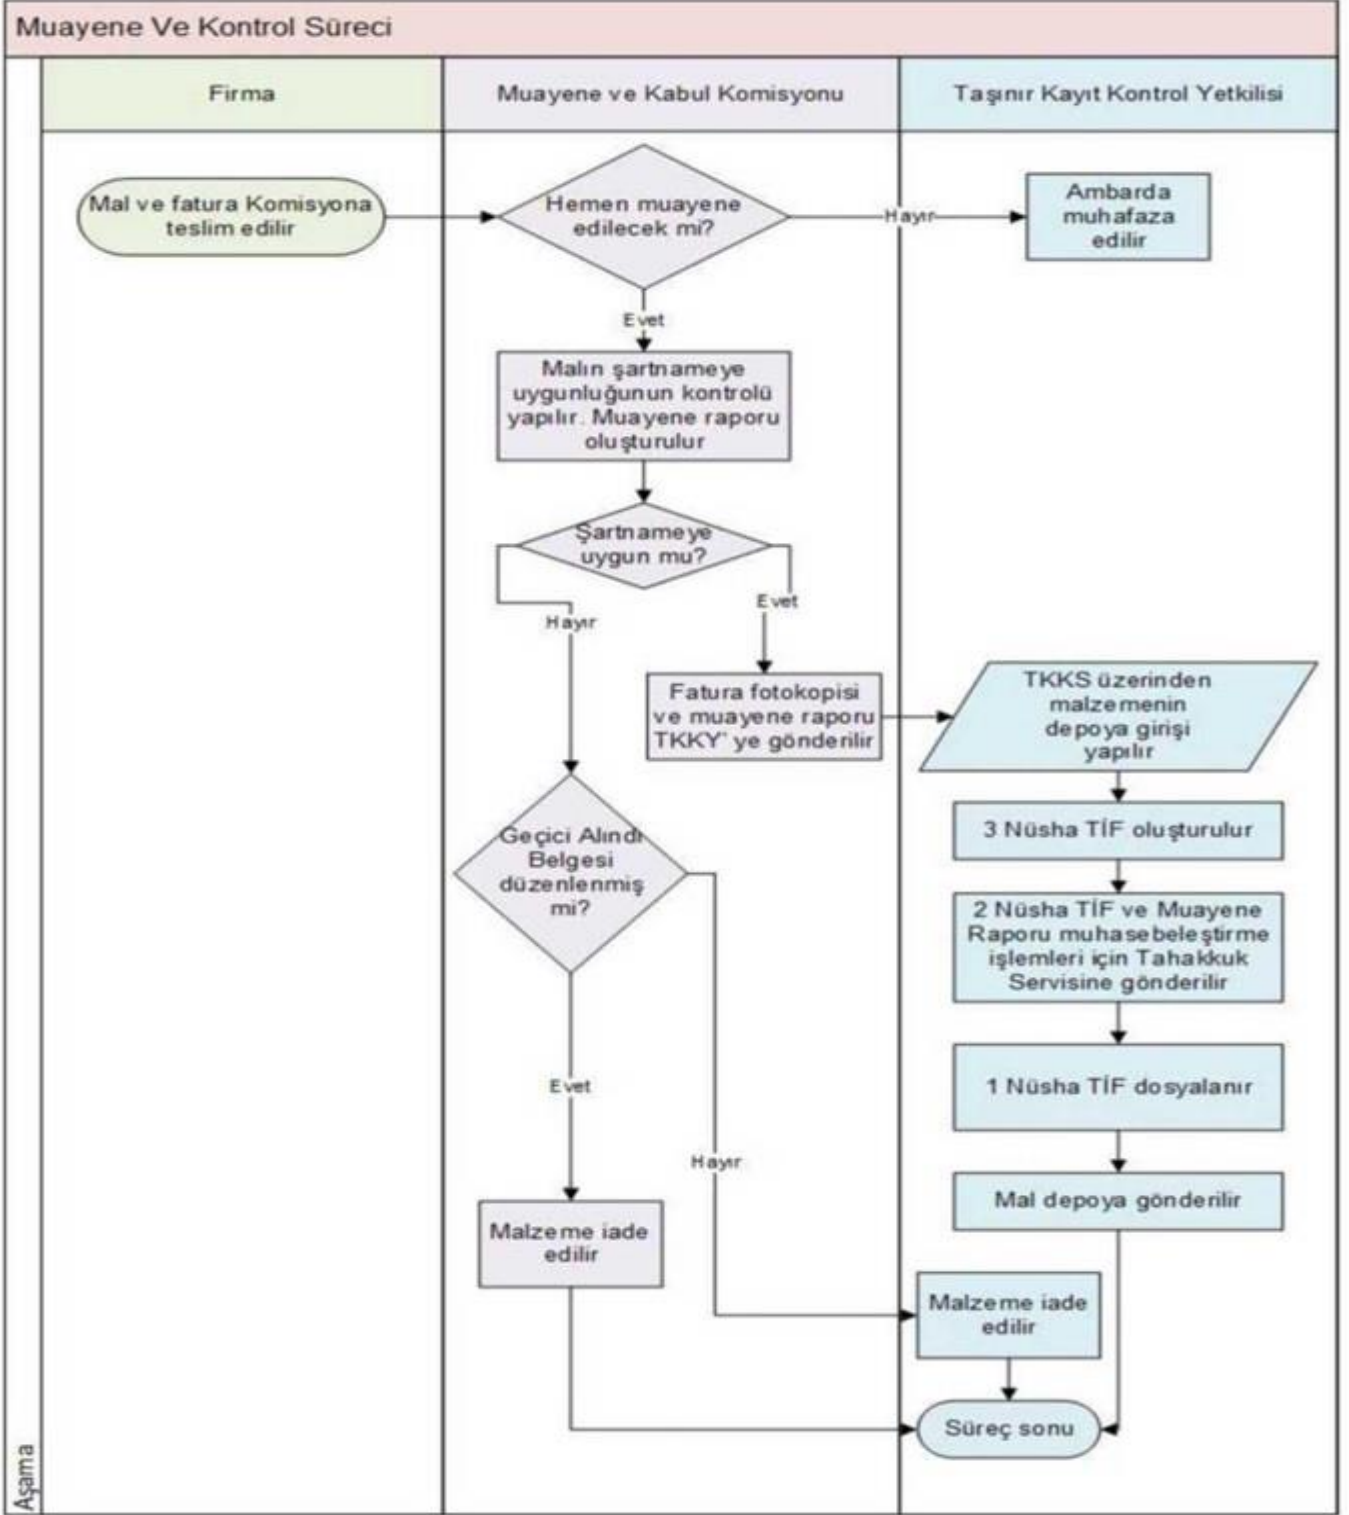 Muayene Ve Kontrol Süreci
Firma
Muayene ve Kabul Komisyonu
Taşınır Kayıt Kontrol Yetkilisi
Mal ve fatura Komisyona
teslim edilir
Hemen muayene
edilecek mi?
Hayır
Ambarda
muhafaza
edilir
Evet
Malın şartnameye
uygunluğunun kontrolü
yapılır. Muayene raporu
oluşturulur
Şartnameye
uygun mu?
Evet
Hayır
Fatura fotokopisi
ve muayene raporu
TKKY' ye gönderilir
TKKS üzerinden
malzemenin
depoya girişi
yapılır
3 Nüsha TİF oluşturulur
Geçici Alındı
Belgesi
düzenlenmiş
mi?
2 Nüsha TİF ve Muayene
Raporu muhasebeleştirme
işlemleri için Tahakkuk
Servisine gönderilir
Evet
1 Nüsha TİF dosyalanır
Hayır
Mal depoya gönderilir
Malzeme iade
edilir
Malzeme iade
edilir
Süreç sonu
Aşama